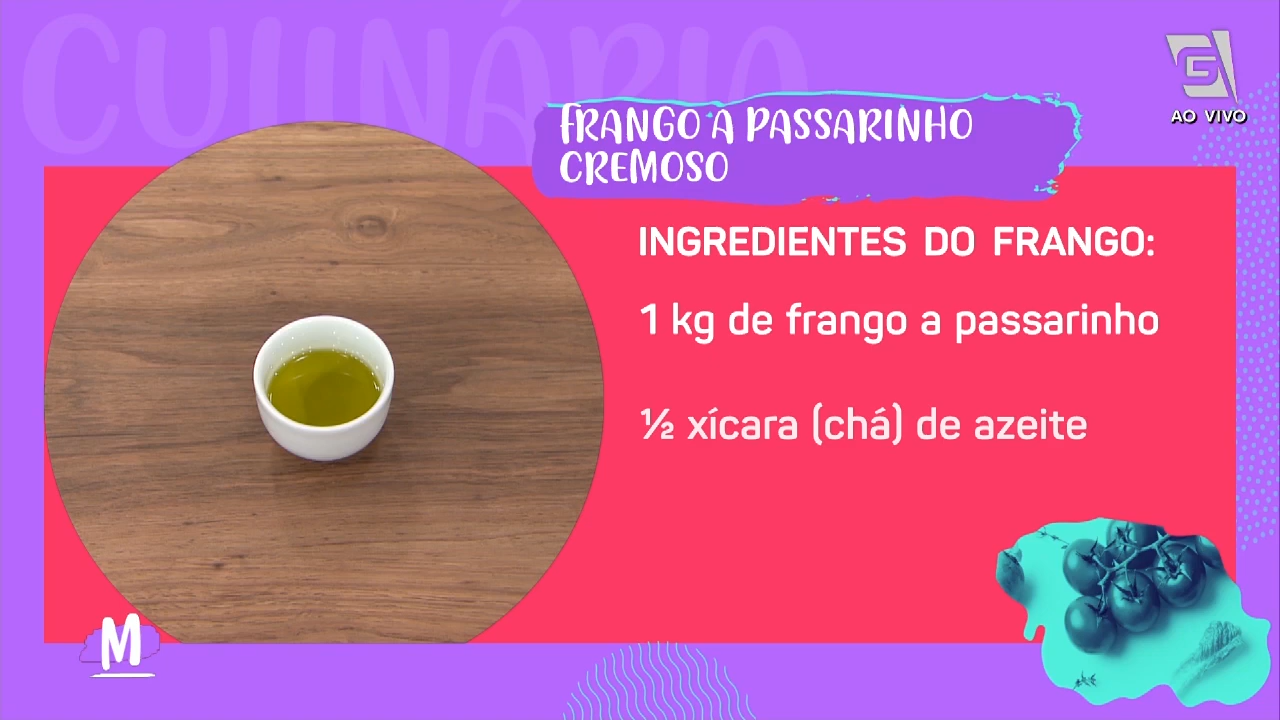 CULINÁRIA
G
AO VIVO
FRANGO A PASSARINHO
CREMOSO
INGREDIENTES DO FRANGO:
1 kg de frango a passarinho
½ xícara (chá) de azeite
M